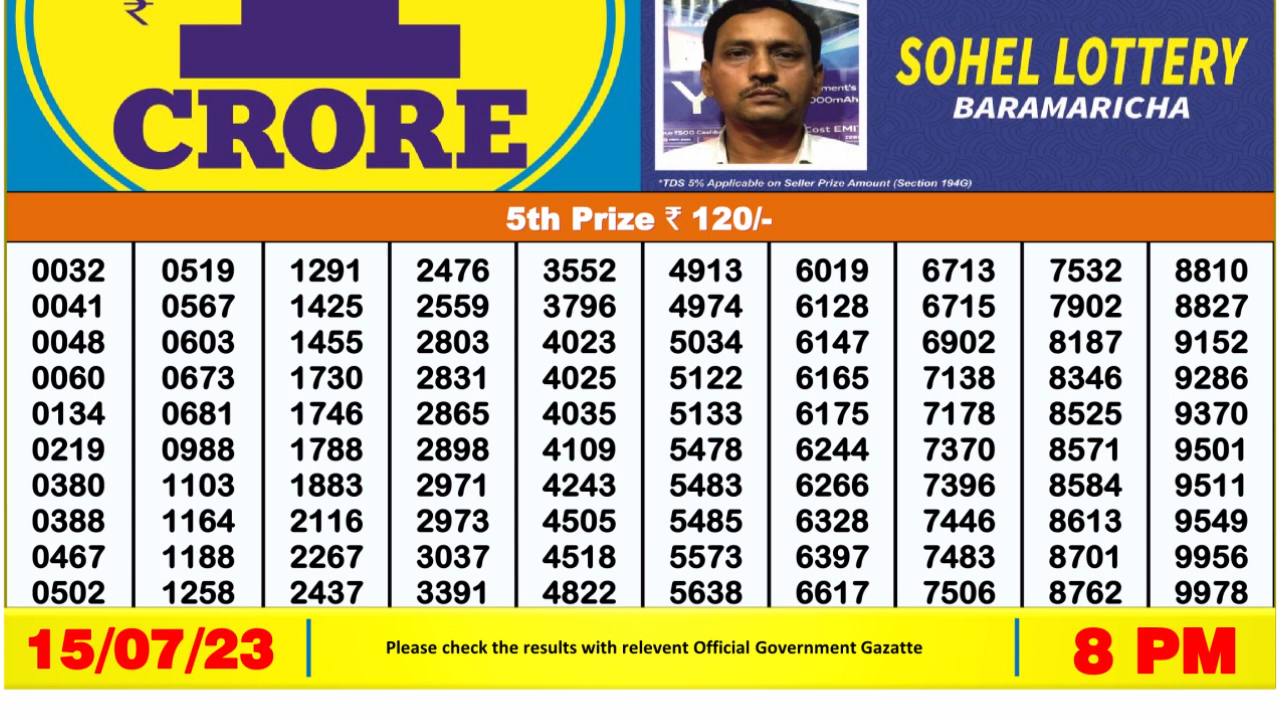 ₹
1
CRORE
SOHEL LOTTERY
BARAMARICHA
*TDS 5% Applicable on Seller Prize Amount (Section 194G)
5th Prize ₹ 120/-
0032 0519 1291 2476 3552 4913 6019 6713 7532 8810
0041 0567 1425 2559 3796 4974 6128 6715 7902 8827
0048 0603 1455 2803 4023 5034 6147 6902 8187 9152
0060 0673 1730 2831 4025 5122 6165 7138 8346 9286
0134 0681 1746 2865 4035 5133 6175 7178 8525 9370
0219 0988 1788 2898 4109 5478 6244 7370 8571 9501
0380 1103 1883 2971 4243 5483 6266 7396 8584 9511
0388 1164 2116 2973 4505 5485 6328 7446 8613 9549
0467 1188 2267 3037 4518 5573 6397 7483 8701 9956
0502 1258 2437 3391 4822 5638 6617 7506 8762 9978
15/07/23
Please check the results with relevent Official Government Gazatte
8 PM